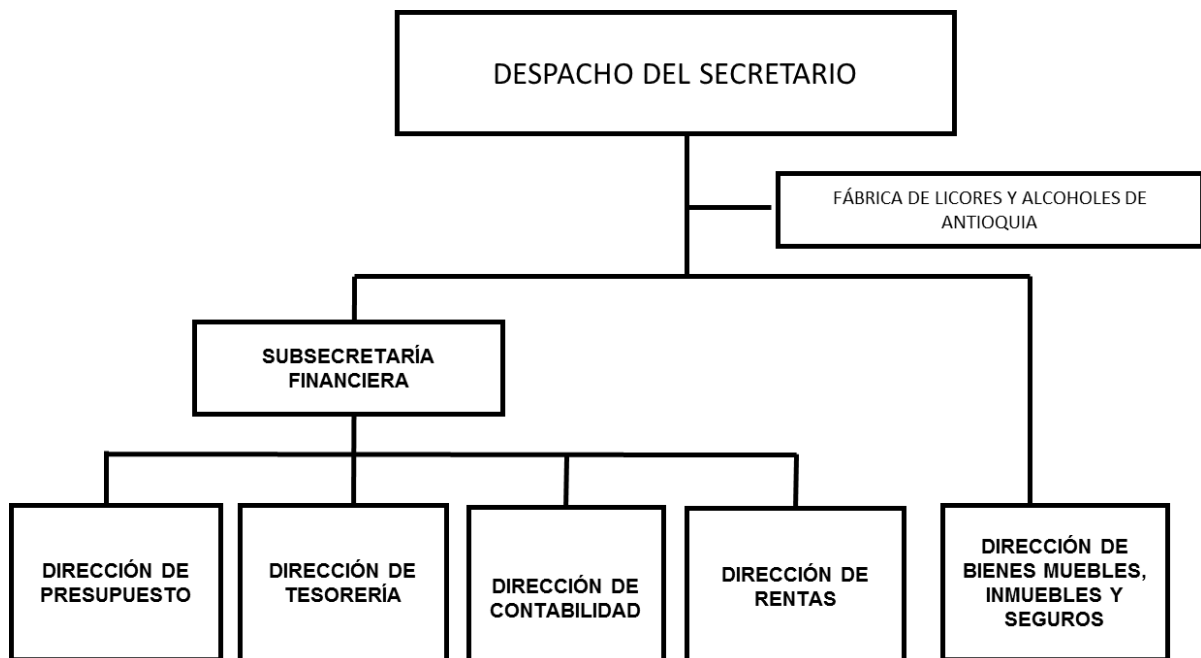 DESPACHO DEL SECRETARIO
FÁBRICA DE LICORES Y ALCOHOLES DE
ANTIOQUIA
SUBSECRETARÍA
FINANCIERA
DIRECCIÓN DE
PRESUPUESTO
DIRECCIÓN DE
TESORERÍA
DIRECCIÓN DE
CONTABILIDAD
DIRECCIÓN DE
RENTAS
DIRECCIÓN DE
BIENES MUEBLES,
INMUEBLES Y
SEGUROS